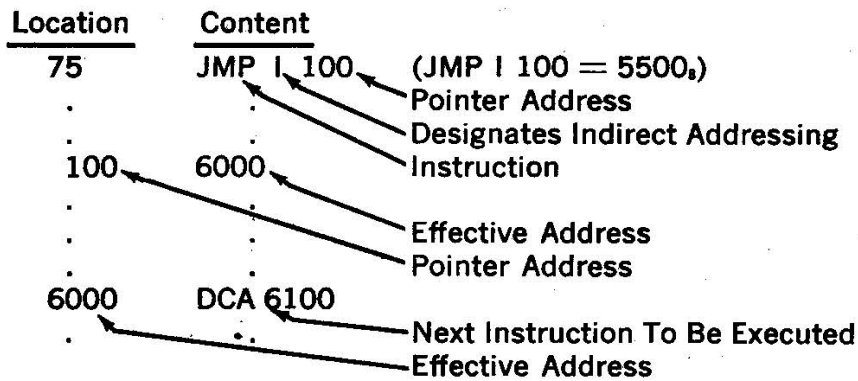 Location Content
75 JMP I 100 (JMP I 100 = 5500₈)
Pointer Address
. . Designates Indirect Addressing
. . Instruction
100 6000
. . Effective Address
. . Pointer Address
. .
6000 DCA 6100
Next Instruction To Be Executed
. . Effective Address